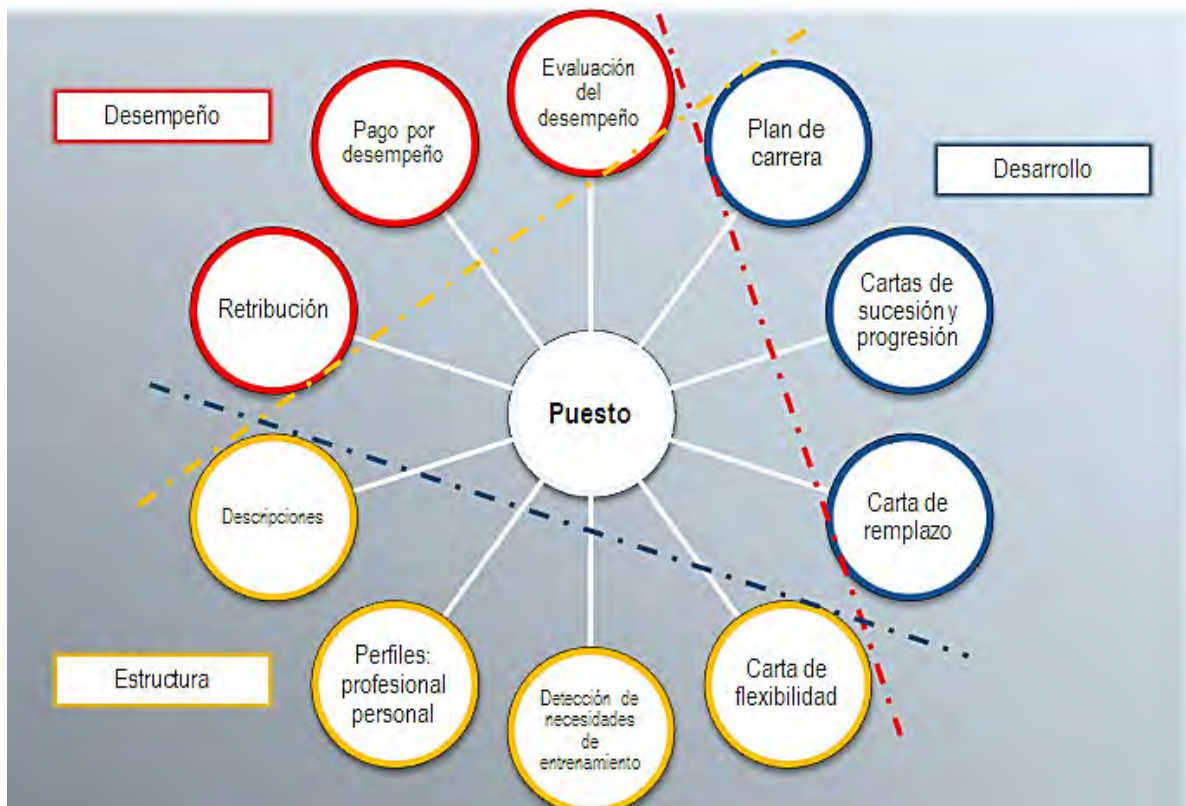 Desempeño
Evaluación
del
desempeño
Pago por
desempeño
Plan de
carrera
Desarrollo
Retribución
Cartas de
sucesión y
progresión
Puesto
Descripciones
Carta de
remplazo
Estructura
Perfiles:
profesional
personal
Detección de
necesidades
de
entrenamiento
Carta de
flexibilidad